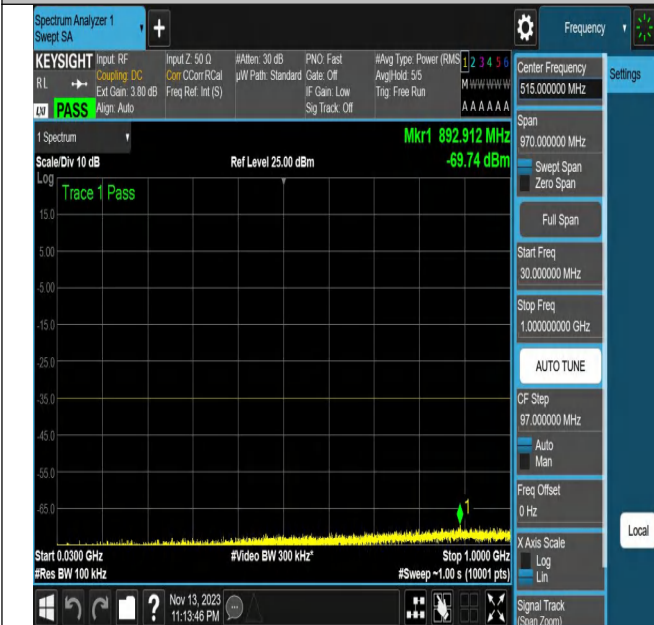 Spectrum Analyzer 1
Swept SA
Frequency
Settings
KEYSIGHT
RL
LXI
PASS
Input: RF
Coupling: DC
Ext Gain: 3.80 dB
Align: Auto
Input Z: 50 Ω
Corr CCorr RCal
Freq Ref: Int (S)
#Atten: 30 dB
µW Path: Standard
PNO: Fast
Gate: Off
IF Gain: Low
Sig Track: Off
#Avg Type: Power (RMS
Avg|Hold: 5/5
Trig: Free Run
1 2 3 4 5 6
M W W W W W
A A A A A A
1 Spectrum
Scale/Div 10 dB
Log
Ref Level 25.00 dBm
Mkr1 892.912 MHz
-69.74 dBm
Trace 1 Pass
15.0
5.00
-5.00
-15.0
-25.0
-35.0
-45.0
-55.0
-65.0
1
Start 0.0300 GHz
#Video BW 300 kHz*
Stop 1.0000 GHz
#Res BW 100 kHz
#Sweep ~1.00 s (10001 pts)
?
Nov 13, 2023
11:13:46 PM
Center Frequency
515.000000 MHz
Span
970.000000 MHz
Swept Span
Zero Span
Full Span
Start Freq
30.000000 MHz
Stop Freq
1.000000000 GHz
AUTO TUNE
CF Step
97.000000 MHz
Auto
Man
Freq Offset
0 Hz
X Axis Scale
Log
Lin
Signal Track
(Span Zoom)
Local